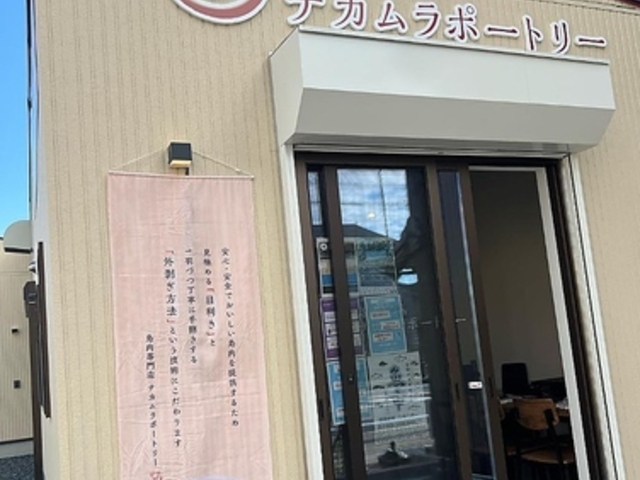 ナカムラポートリー
安心・安全でおいしい鳥肉を提供するため
見極める「目利き」と
一羽づつ丁寧に手捌きする
「外剥ぎ方法」という技術にこだわります
鳥肉専門店 ナカムラポートリー